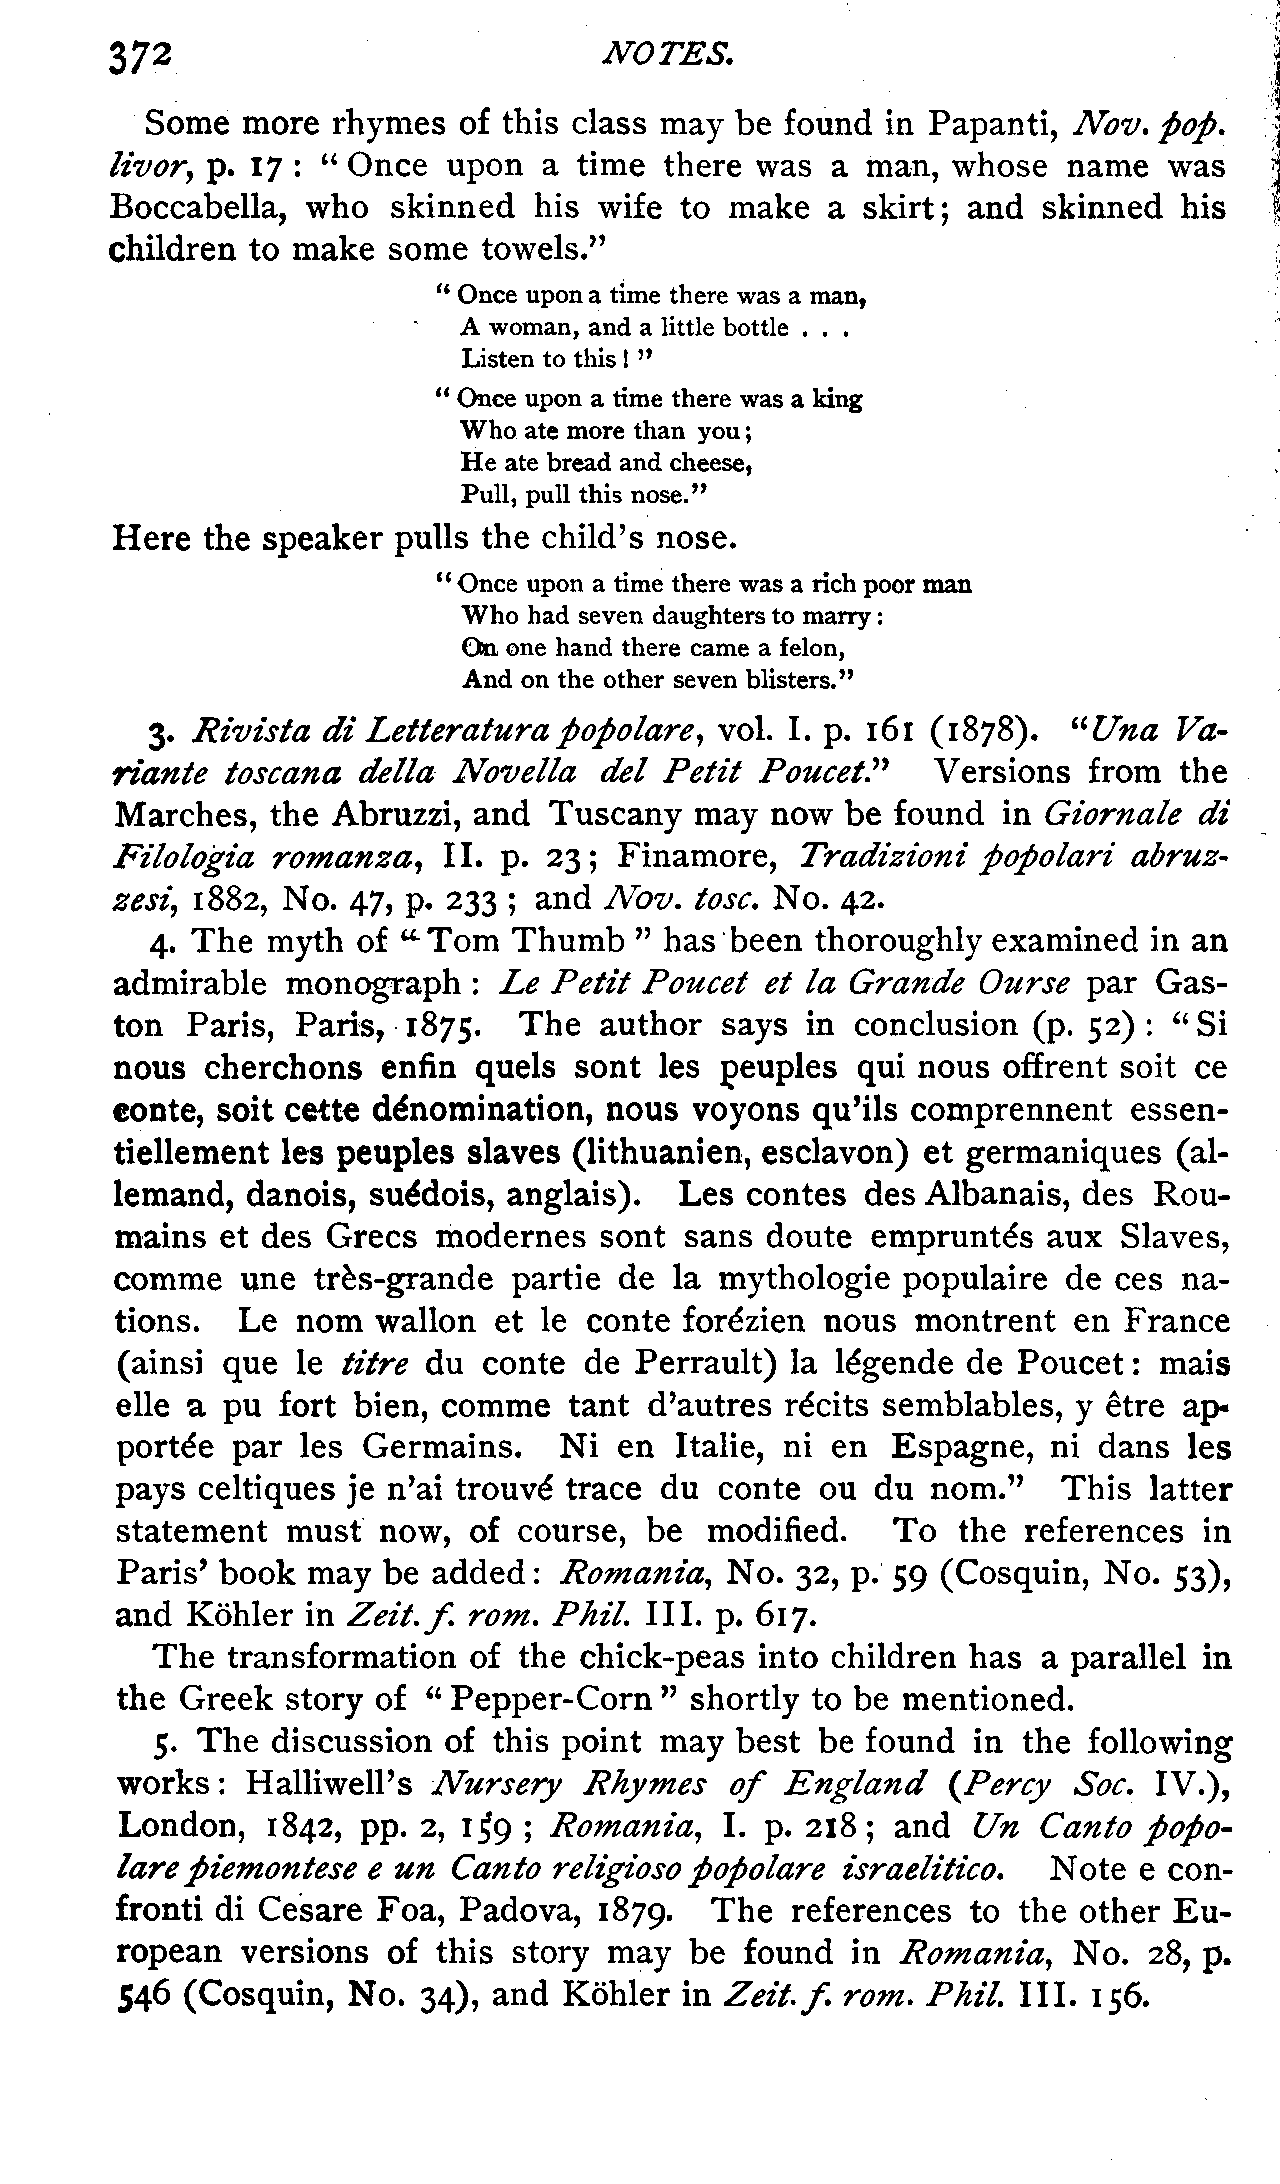 372 NOTES.
Some more rhymes of this class may be found in Papanti, Nov. pop.
livor, p. 17 : “ Once upon a time there was a man, whose name was
Boccabella, who skinned his wife to make a skirt; and skinned his
children to make some towels.”
“ Once upon a time there was a man,
A woman, and a little bottle . . .
Listen to this ! ”
“ Once upon a time there was a king
Who ate more than you;
He ate bread and cheese,
Pull, pull this nose.”
Here the speaker pulls the child’s nose.
“ Once upon a time there was a rich poor man
Who had seven daughters to marry :
On one hand there came a felon,
And on the other seven blisters.”
3. Rivista di Letteratura popolare, vol. I. p. 161 (1878). “Una Va-
riante toscana della Novella del Petit Poucet.” Versions from the
Marches, the Abruzzi, and Tuscany may now be found in Giornale di
Filologia romanza, II. p. 23; Finamore, Tradizioni popolari abruz-
zesi, 1882, No. 47, p. 233 ; and Nov. tosc. No. 42.
4. The myth of “ Tom Thumb ” has been thoroughly examined in an
admirable monograph : Le Petit Poucet et la Grande Ourse par Gas-
ton Paris, Paris, 1875. The author says in conclusion (p. 52) : “ Si
nous cherchons enfin quels sont les peuples qui nous offrent soit ce
conte, soit cette dénomination, nous voyons qu’ils comprennent essen-
tiellement les peuples slaves (lithuanien, esclavon) et germaniques (al-
lemand, danois, suédois, anglais). Les contes des Albanais, des Rou-
mains et des Grecs modernes sont sans doute empruntés aux Slaves,
comme une très-grande partie de la mythologie populaire de ces na-
tions. Le nom wallon et le conte forézien nous montrent en France
(ainsi que le titre du conte de Perrault) la légende de Poucet : mais
elle a pu fort bien, comme tant d’autres récits semblables, y être ap-
portée par les Germains. Ni en Italie, ni en Espagne, ni dans les
pays celtiques je n’ai trouvé trace du conte ou du nom.” This latter
statement must now, of course, be modified. To the references in
Paris’ book may be added : Romania, No. 32, p. 59 (Cosquin, No. 53),
and Köhler in Zeit. f. rom. Phil. III. p. 617.
The transformation of the chick-peas into children has a parallel in
the Greek story of “ Pepper-Corn ” shortly to be mentioned.
5. The discussion of this point may best be found in the following
works : Halliwell’s Nursery Rhymes of England (Percy Soc. IV.),
London, 1842, pp. 2, 159 ; Romania, I. p. 218 ; and Un Canto popo-
lare piemontese e un Canto religioso popolare israelitico. Note e con-
fronti di Cesare Foa, Padova, 1879. The references to the other Eu-
ropean versions of this story may be found in Romania, No. 28, p.
546 (Cosquin, No. 34), and Köhler in Zeit. f. rom. Phil. III. 156.